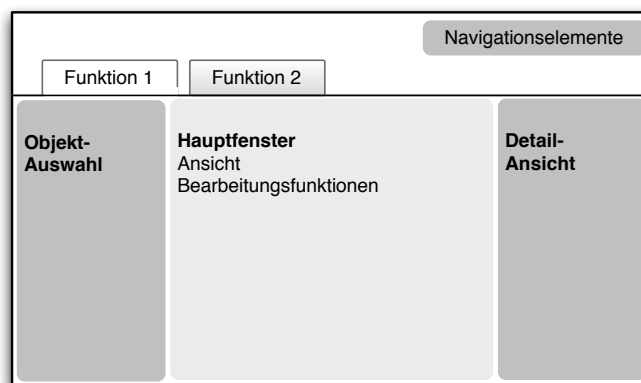 Navigationselemente
Funktion 1
Funktion 2
Objekt-
Auswahl
Hauptfenster
Ansicht
Bearbeitungsfunktionen
Detail-
Ansicht